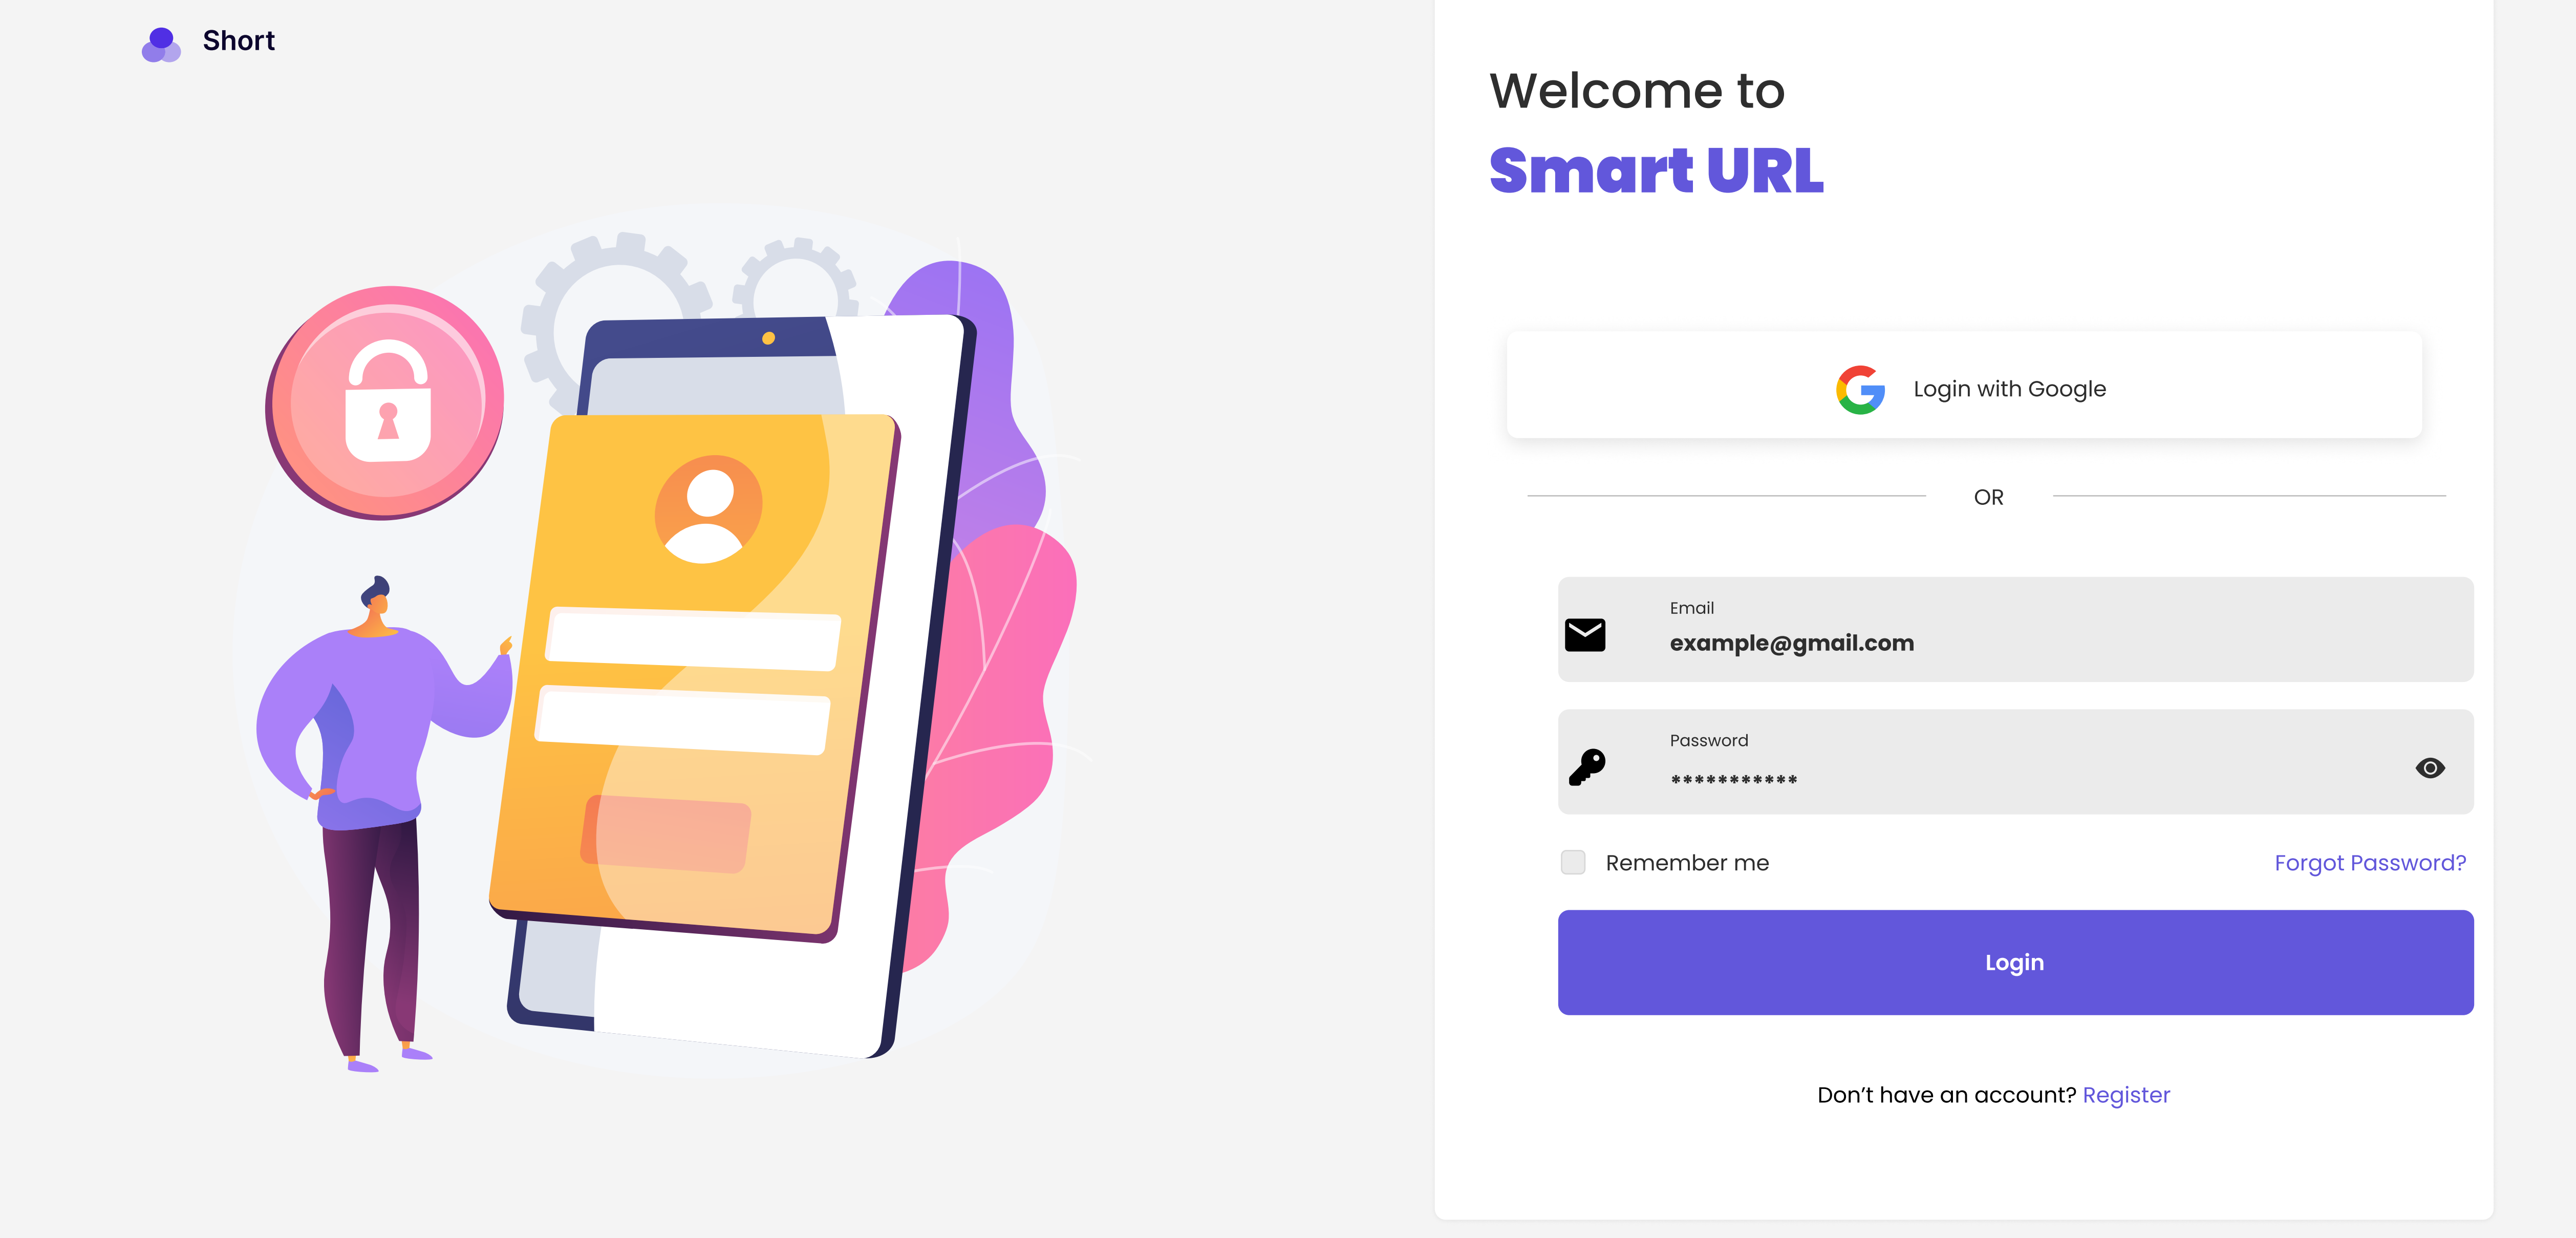 Short
Welcome to
Smart URL
Login with Google
OR
Email
example@gmail.com
Password
***********
Remember me
Forgot Password?
Login
Don’t have an account? Register